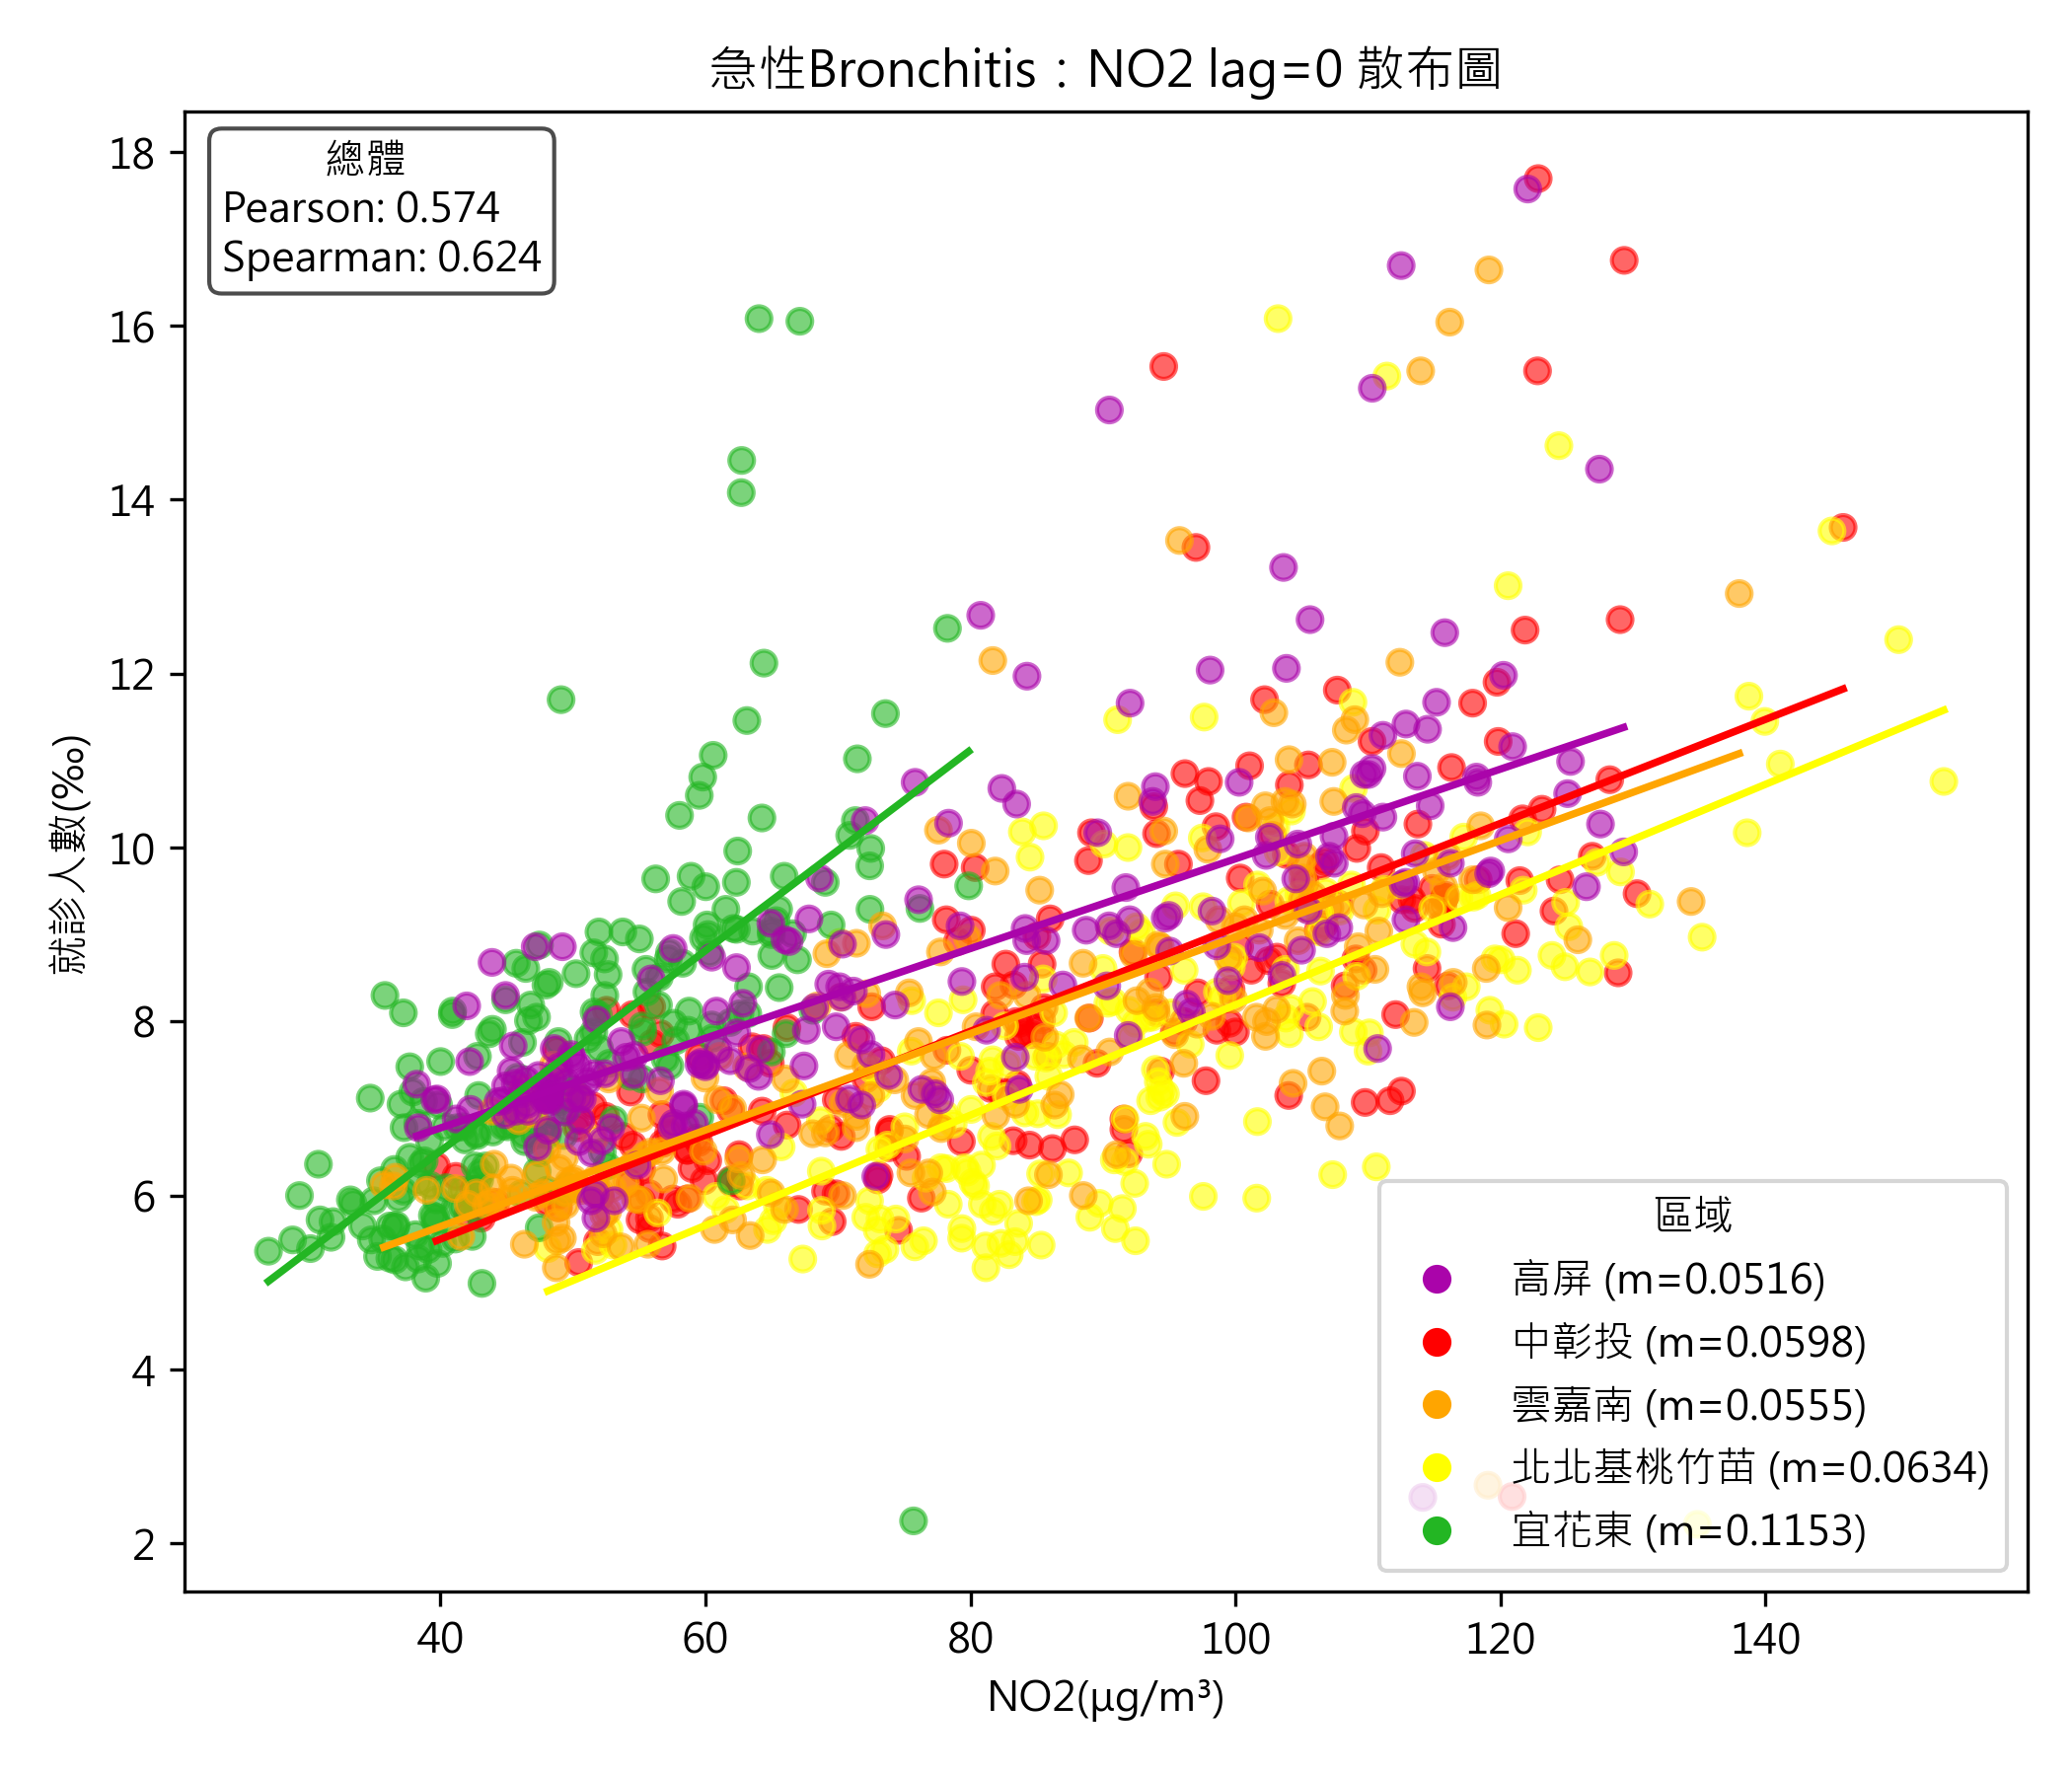 急性Bronchitis：NO2 lag=0 散布圖
總體
Pearson: 0.574
Spearman: 0.624
就診人數(‰)
18
16
14
12
10
8
6
4
2
區域
高屏 (m=0.0516)
中彰投 (m=0.0598)
雲嘉南 (m=0.0555)
北北基桃竹苗 (m=0.0634)
宜花東 (m=0.1153)
40
60
80
100
120
140
NO2(μg/m³)